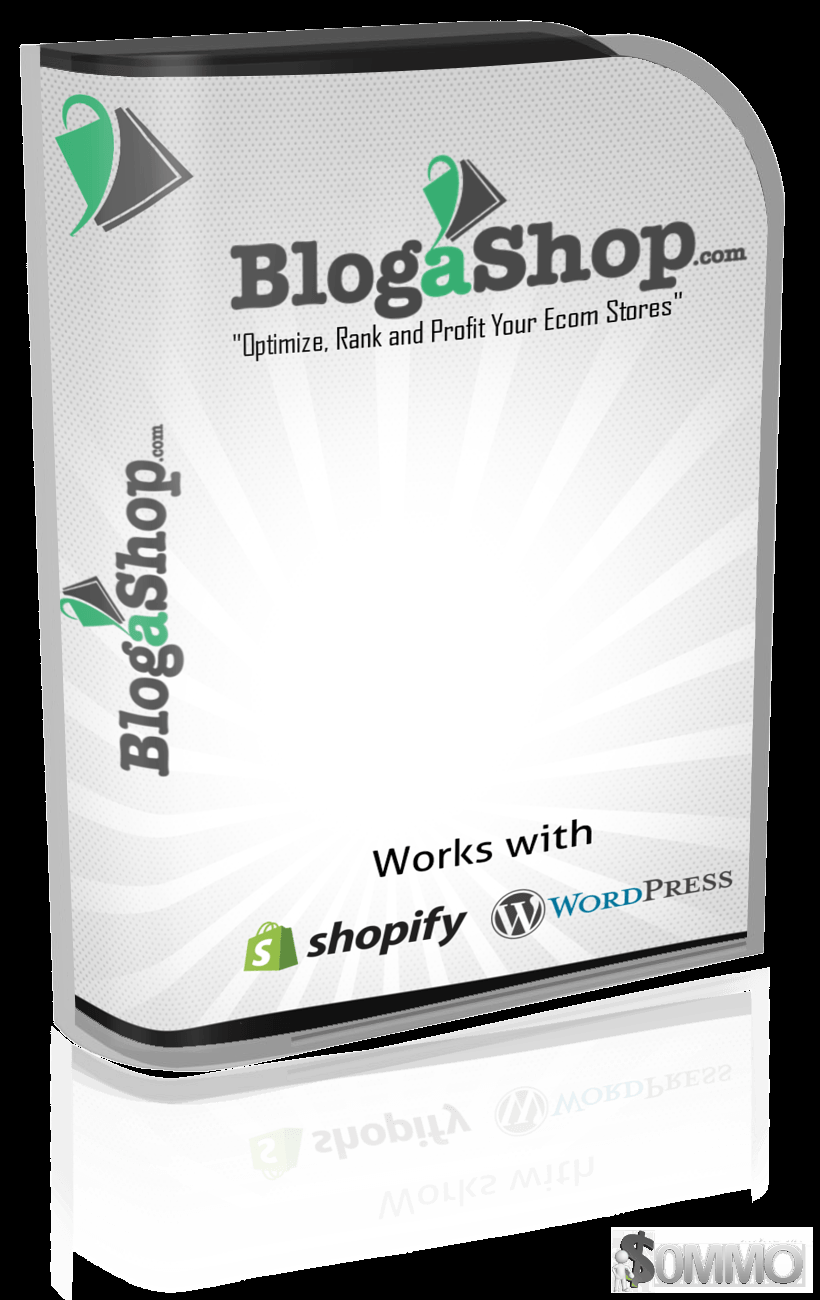 BlogaShop.com
"Optimize, Rank and Profit Your Ecom Stores"
BlogaShop.com
Works with
shopify
WORDPRESS
shopify
WORDPRESS
Works with
$OMMO